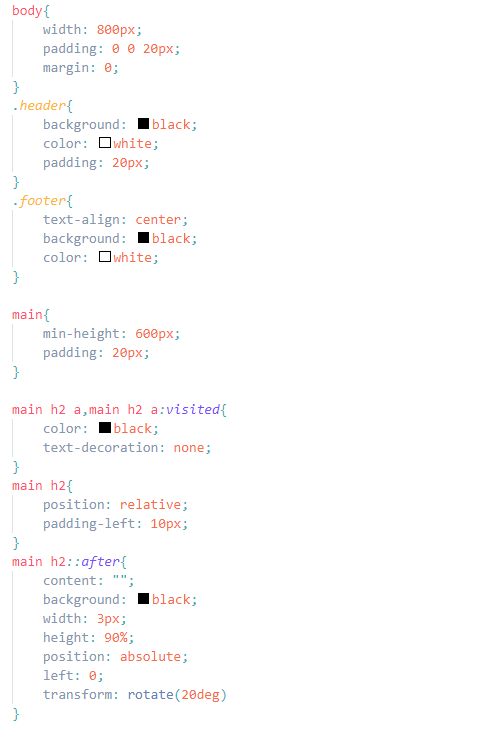 body{
width: 800px;
padding: 0 0 20px;
margin: 0;
}
.header{
background: black;
color: white;
padding: 20px;
}
.footer{
text-align: center;
background: black;
color: white;
}
main{
min-height: 600px;
padding: 20px;
}
main h2 a,main h2 a:visited{
color: black;
text-decoration: none;
}
main h2{
position: relative;
padding-left: 10px;
}
main h2::after{
content: "";
background: black;
width: 3px;
height: 90%;
position: absolute;
left: 0;
transform: rotate(20deg)
}